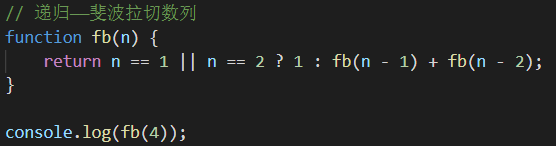 // 递归——斐波拉切数列
function fb(n) {
    return n == 1 || n == 2 ? 1 : fb(n - 1) + fb(n - 2);
}
console.log(fb(4));